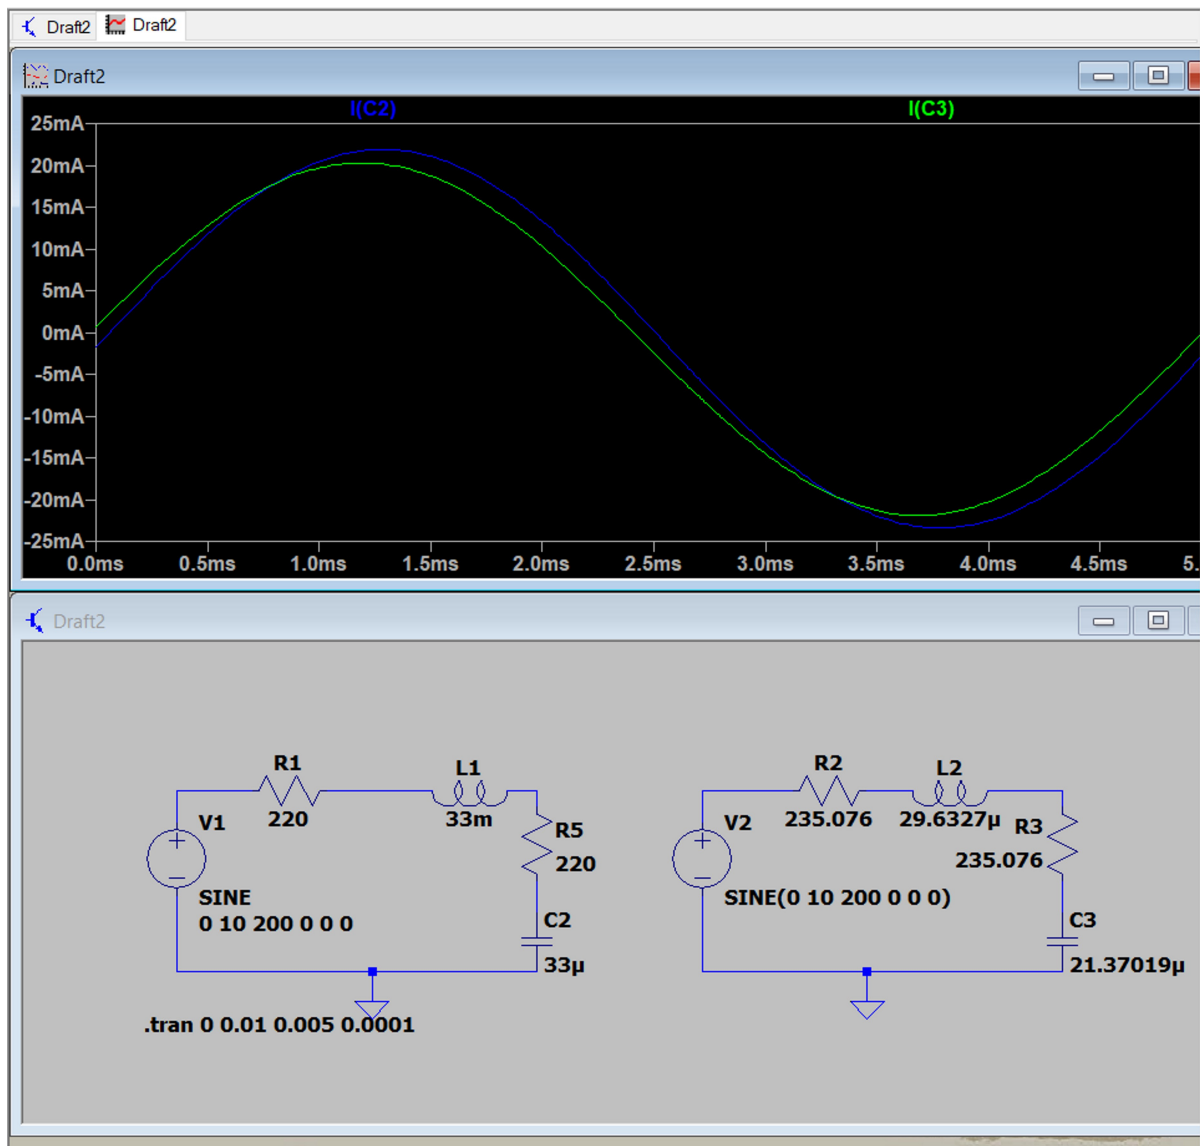 Draft2 Draft2
Draft2
I(C2) I(C3)
25mA
20mA
15mA
10mA
5mA
0mA
-5mA
-10mA
-15mA
-20mA
-25mA
0.0ms 0.5ms 1.0ms 1.5ms 2.0ms 2.5ms 3.0ms 3.5ms 4.0ms 4.5ms 5.
Draft2
R1
220
L1
33m
V1
R5
220
SINE
0 10 200 0 0 0
C2
33µ
.tran 0 0.01 0.005 0.0001
R2
235.076
L2
29.6327µ
V2
R3
235.076
SINE(0 10 200 0 0 0)
C3
21.37019µ